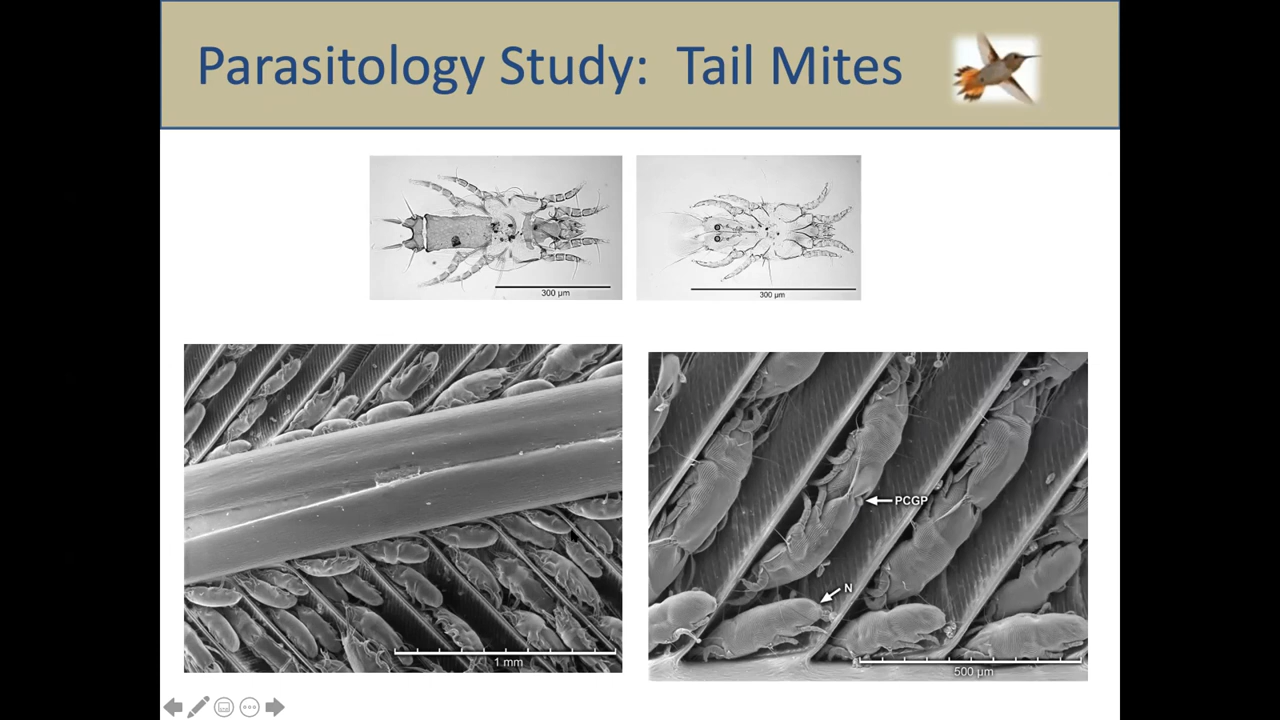 Parasitology Study: Tail Mites
300 µm
300 µm
1 mm
PCGP
N
500 µm